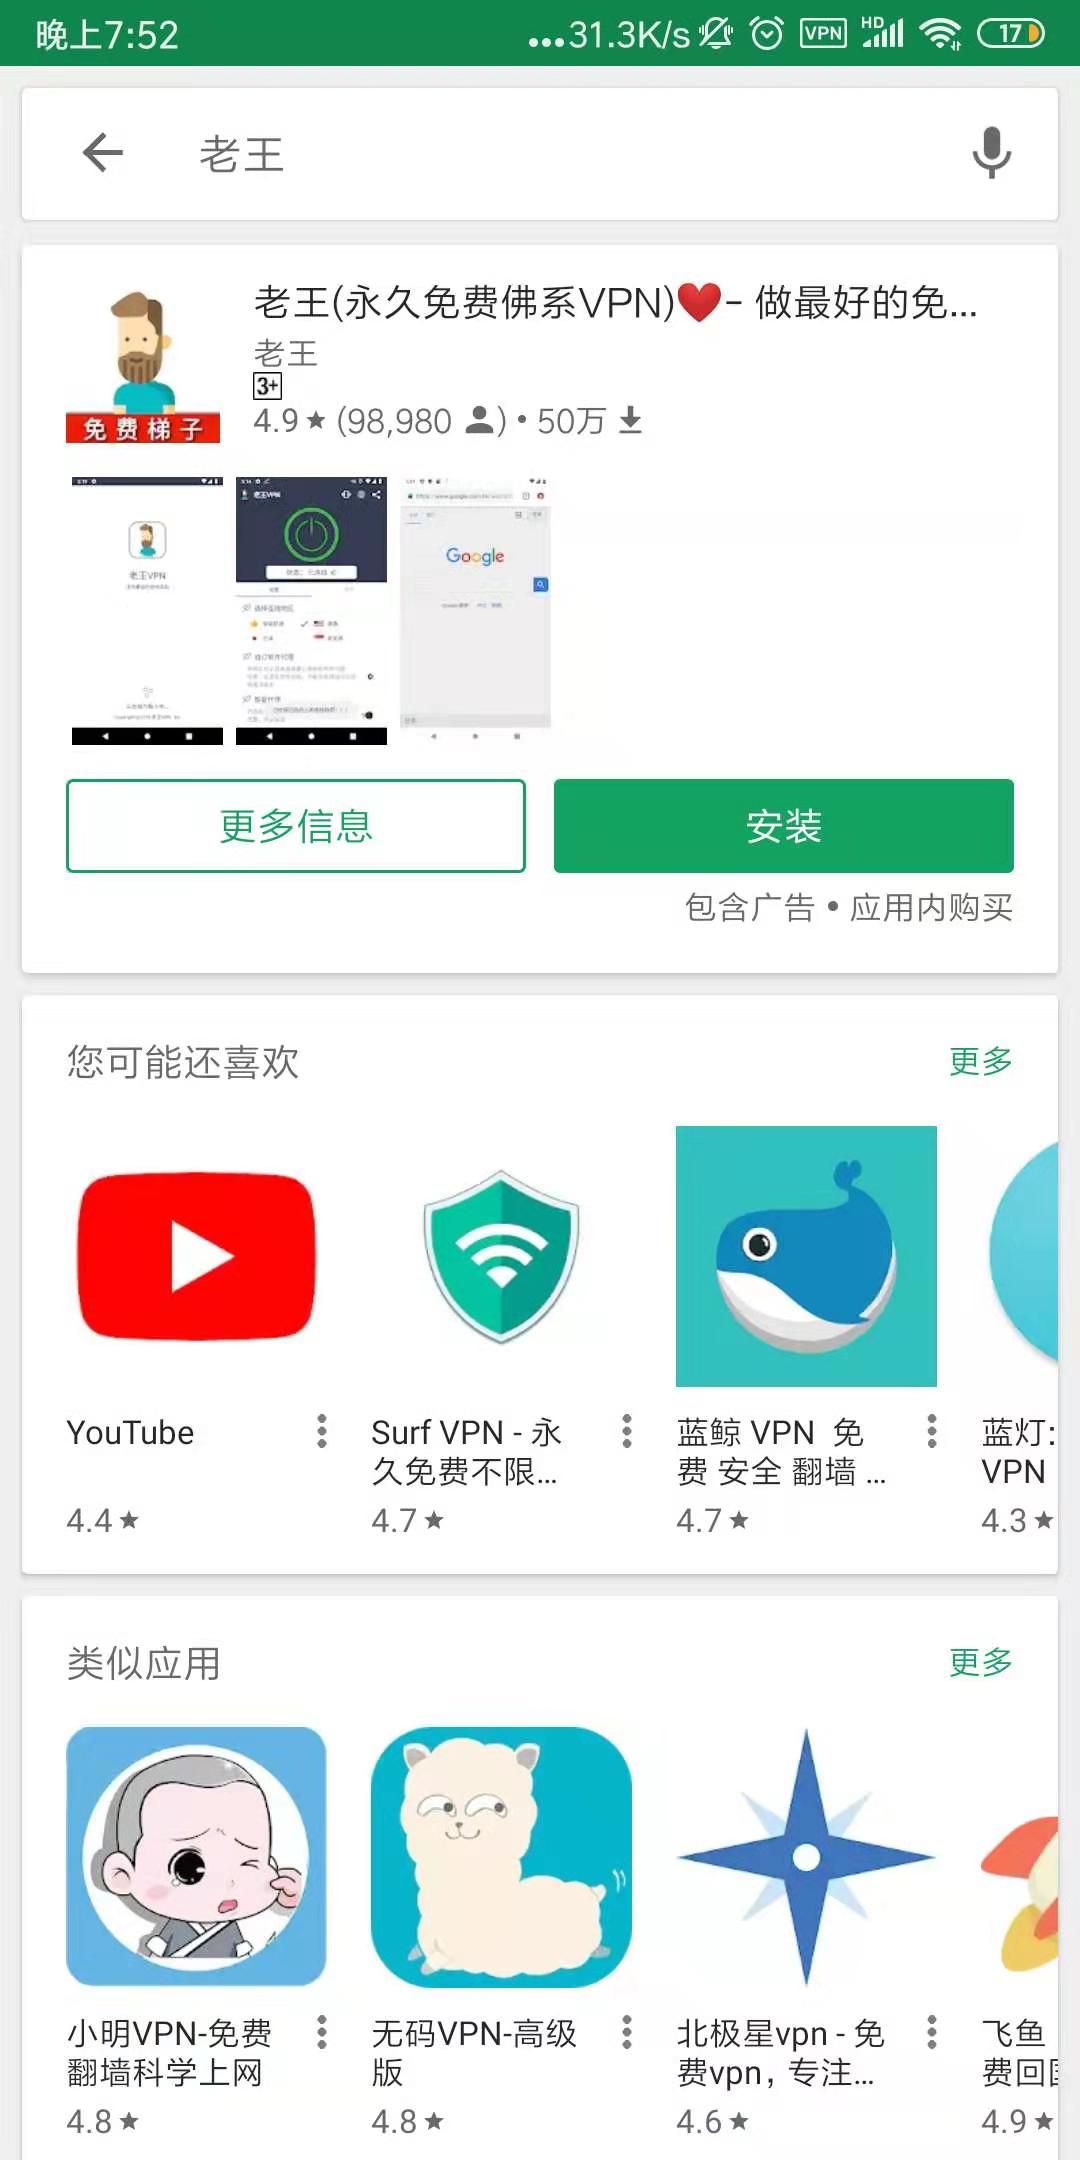 晚上7:52
...31.3K/s VPN HD 17
老王
老王(永久免费佛系VPN)❤️- 做最好的免...
老王
3+
4.9★ (98,980 ) • 50万
免费梯子
老王VPN
老王VPN
Google
更多信息
安装
包含广告 • 应用内购买
您可能还喜欢
更多
YouTube
4.4★
Surf VPN - 永
久免费不限...
4.7★
蓝鲸 VPN 免
费 安全 翻墙 ...
4.7★
蓝灯:
VPN
4.3★
类似应用
更多
小明VPN-免费
翻墙科学上网
4.8★
无码VPN-高级
版
4.8★
北极星vpn - 免
费vpn，专注...
4.6★
飞鱼
费回
4.9★